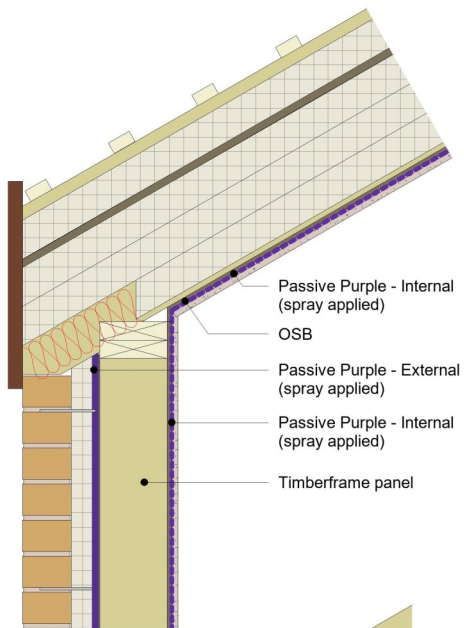 Passive Purple - Internal
(spray applied)
OSB
Passive Purple - External
(spray applied)
Passive Purple - Internal
(spray applied)
Timberframe panel